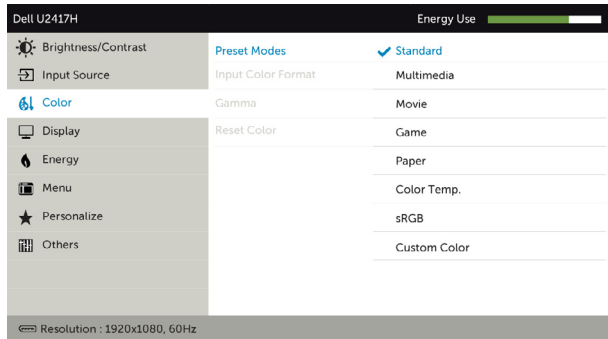 Dell U2417H
Energy Use
Brightness/Contrast
Input Source
Color
Display
Energy
Menu
Personalize
Others
Preset Modes
Input Color Format
Gamma
Reset Color
Standard
Multimedia
Movie
Game
Paper
Color Temp.
sRGB
Custom Color
Resolution : 1920x1080, 60Hz